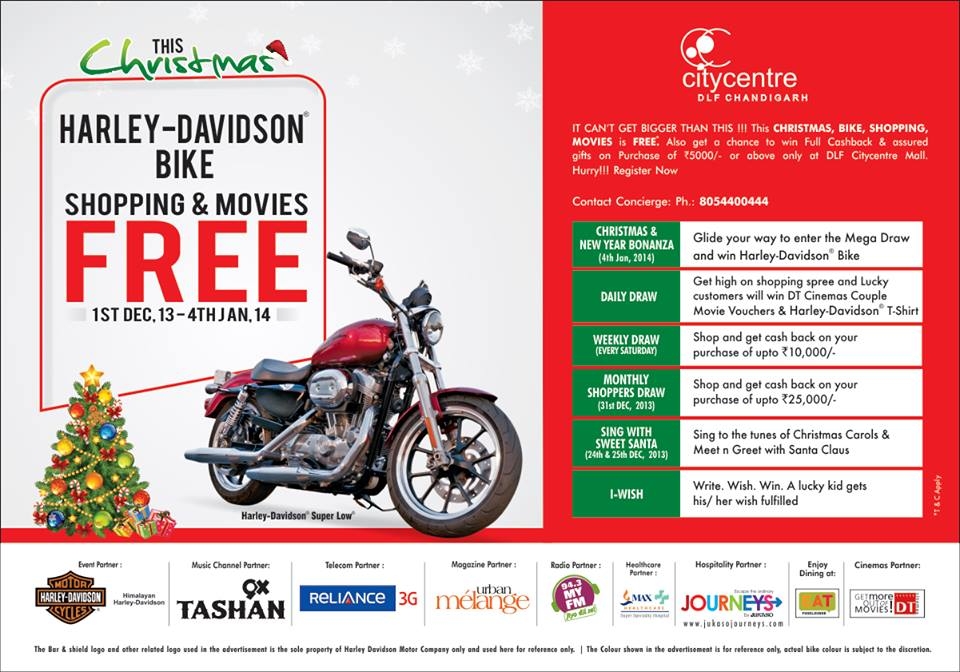 THIS
Christmas
HARLEY-DAVIDSON®
BIKE
SHOPPING & MOVIES
FREE
1ST DEC, 13 - 4TH JAN, 14
Harley-Davidson® Super Low®
citycentre
DLF CHANDIGARH
IT CAN'T GET BIGGER THAN THIS !!! This CHRISTMAS, BIKE, SHOPPING,
MOVIES is FREE*. Also get a chance to win Full Cashback & assured
gifts on Purchase of ₹5000/- or above only at DLF Citycentre Mall.
Hurry!!! Register Now
Contact Concierge: Ph.: 8054400444
CHRISTMAS &
NEW YEAR BONANZA
(4th Jan, 2014)
Glide your way to enter the Mega Draw
and win Harley-Davidson® Bike
DAILY DRAW
Get high on shopping spree and Lucky
customers will win DT Cinemas Couple
Movie Vouchers & Harley-Davidson® T-Shirt
WEEKLY DRAW
(EVERY SATURDAY)
Shop and get cash back on your
purchase of upto ₹10,000/-
MONTHLY
SHOPPERS DRAW
(31st DEC, 2013)
Shop and get cash back on your
purchase of upto ₹25,000/-
SING WITH
SWEET SANTA
(24th & 25th DEC, 2013)
Sing to the tunes of Christmas Carols &
Meet n Greet with Santa Claus
I-WISH
Write. Wish. Win. A lucky kid gets
his/ her wish fulfilled
*T & C Apply
Event Partner :
MOTOR
HARLEY-DAVIDSON
CYCLES
Himalayan
Harley-Davidson
Music Channel Partner:
9X
TASHAN
Telecom Partner :
RELIANCE 3G
Magazine Partner :
urban
mélange
Radio Partner :
94.3
MY
FM
Jiyo dil se!
Healthcare
Partner :
MAX
HEALTHCARE
Super Speciality Hospital
Hospitality Partner :
Escape the ordinary
JOURNEYS
by JUKASO
www.jukasojourneys.com
Enjoy
Dining at:
EAT
Cinemas Partner:
GET more
OUT OF
MOVIES! DT
The Bar & shield logo and other related logo used in the advertisement is the sole property of Harley Davidson Motor Company only and used here for reference only. | The Colour shown in the advertisement is for reference only, actual bike colour is subject to the discretion.